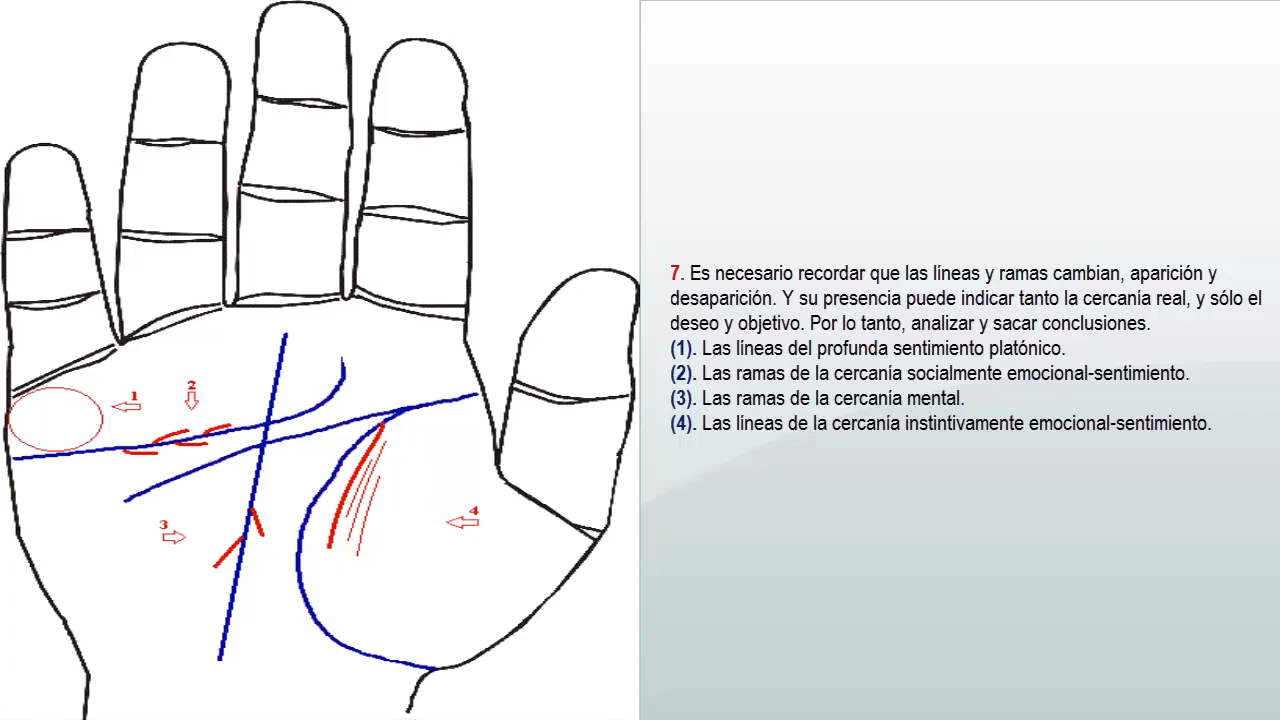 1
2
3
4
7. Es necesario recordar que las líneas y ramas cambian, aparición y
desaparición. Y su presencia puede indicar tanto la cercanía real, y sólo el
deseo y objetivo. Por lo tanto, analizar y sacar conclusiones.
(1). Las líneas del profunda sentimiento platónico.
(2). Las ramas de la cercanía socialmente emocional-sentimiento.
(3). Las ramas de la cercanía mental.
(4). Las líneas de la cercanía instintivamente emocional-sentimiento.